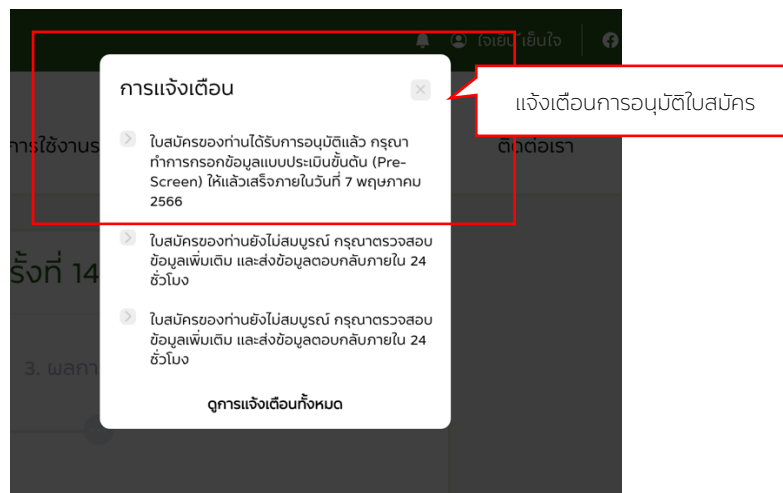 ใจเย็น เย็นใจ
การแจ้งเตือน
แจ้งเตือนการอนุมัติใบสมัคร
การใช้งานร
ติดต่อเรา
ใบสมัครของท่านได้รับการอนุมัติแล้ว กรุณา
ทำการกรอกข้อมูลแบบประเมินขั้นต้น (Pre-
Screen) ให้แล้วเสร็จภายในวันที่ 7 พฤษภาคม
2566
ใบสมัครของท่านยังไม่สมบูรณ์ กรุณาตรวจสอบ
ข้อมูลเพิ่มเติม และส่งข้อมูลตอบกลับภายใน 24
ชั่วโมง
รั้งที่ 14
ใบสมัครของท่านยังไม่สมบูรณ์ กรุณาตรวจสอบ
ข้อมูลเพิ่มเติม และส่งข้อมูลตอบกลับภายใน 24
ชั่วโมง
3. ผลกา
ดูการแจ้งเตือนทั้งหมด